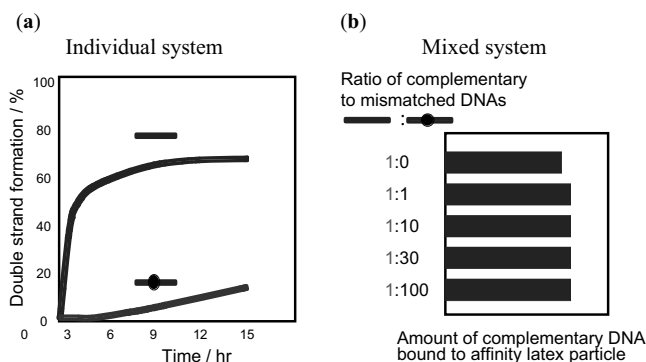 (a)
Individual system
Double strand formation / %
100
80
60
40
20
0
0 3 6 9 12 15
Time / hr
(b)
Mixed system
Ratio of complementary
to mismatched DNAs
:
1:0
1:1
1:10
1:30
1:100
Amount of complementary DNA
bound to affinity latex particle